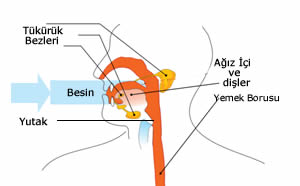 Tükürük
Bezleri
Besin
Yutak
Ağız İçi
ve
dişler
Yemek Borusu